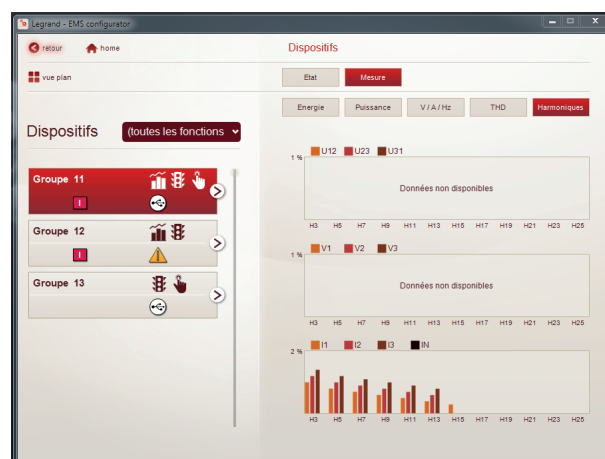 Legrand - EMS configurator
retour
home
Dispositifs
vue plan
Etat
Mesure
Energie
Puissance
V / A / Hz
THD
Harmoniques
Dispositifs
(toutes les fonctions
Groupe 11
I
Groupe 12
I
Groupe 13
U12 U23 U31
1 %
Données non disponibles
H3 H5 H7 H9 H11 H13 H15 H17 H19 H21 H23 H25
V1 V2 V3
1 %
Données non disponibles
H3 H5 H7 H9 H11 H13 H15 H17 H19 H21 H23 H25
I1 I2 I3 IN
2 %
H3 H5 H7 H9 H11 H13 H15 H17 H19 H21 H23 H25